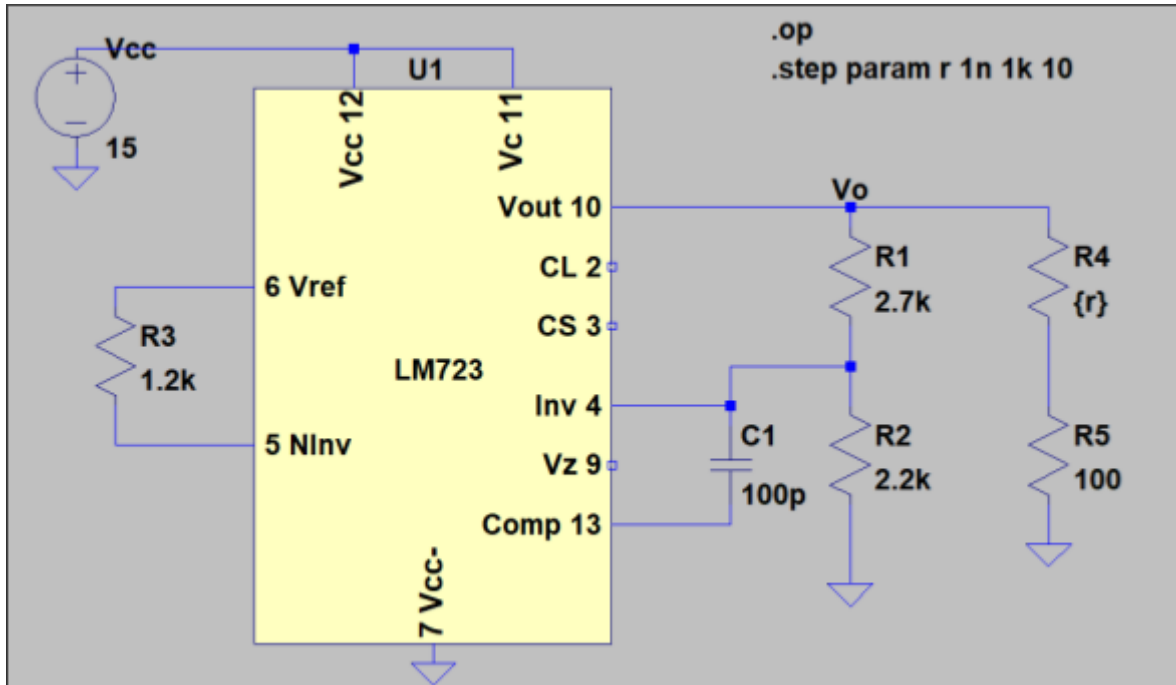 .op
.step param r 1n 1k 10
Vcc
15
U1
Vcc 12
Vc 11
Vout 10
CL 2
CS 3
Inv 4
Vz 9
Comp 13
6 Vref
5 NInv
7 Vcc-
LM723
R3
1.2k
Vo
R1
2.7k
R4
{r}
C1
100p
R2
2.2k
R5
100